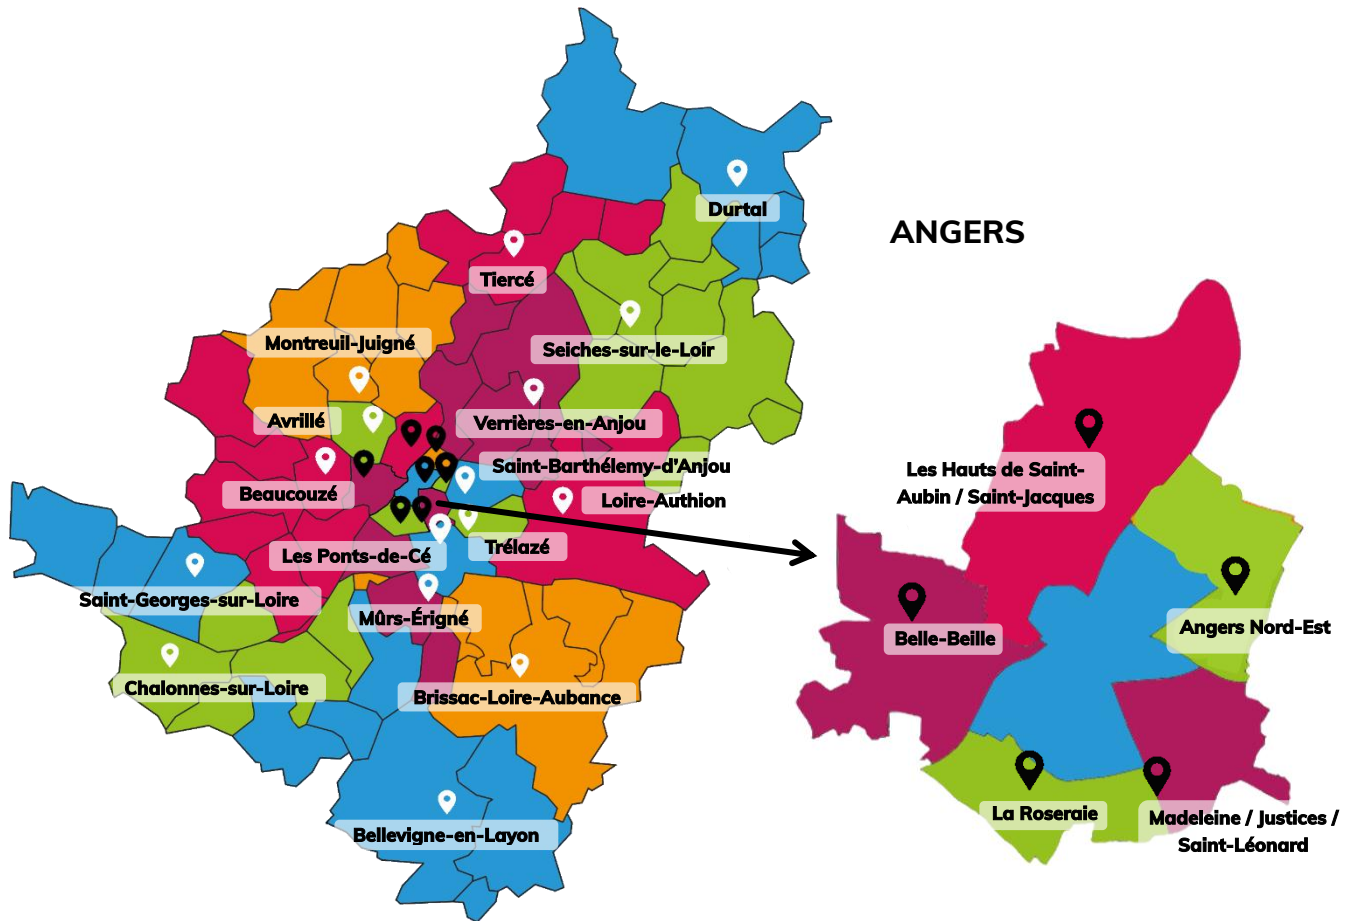 Durtal
ANGERS
Tiercé
Montreuil-Juigné
Seiches-sur-le-Loir
Avrillé
Verrières-en-Anjou
Saint-Barthélemy-d'Anjou
Beaucouzé
Loire-Authion
Les Ponts-de-Cé
Trélazé
Saint-Georges-sur-Loire
Mûrs-Érigné
Chalonnes-sur-Loire
Brissac-Loire-Aubance
Bellevigne-en-Layon
Les Hauts de Saint-
Aubin / Saint-Jacques
Angers Nord-Est
Belle-Beille
La Roseraie
Madeleine / Justices /
Saint-Léonard